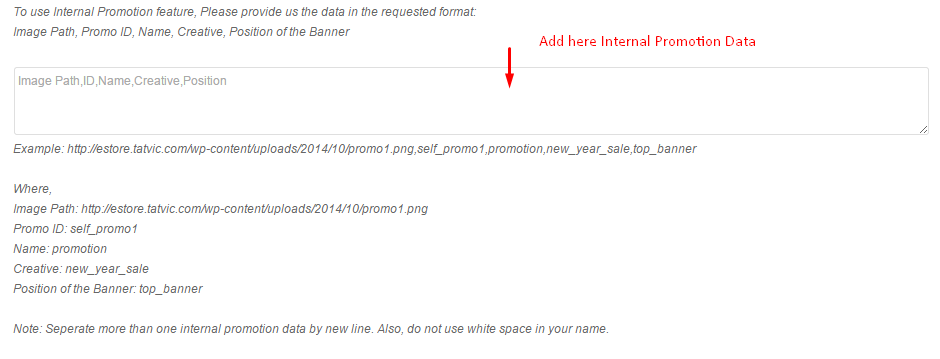 To use Internal Promotion feature, Please provide us the data in the requested format:
Image Path, Promo ID, Name, Creative, Position of the Banner
Add here Internal Promotion Data
Image Path,ID,Name,Creative,Position
Example: http://estore.tatvic.com/wp-content/uploads/2014/10/promo1.png,self_promo1,promotion,new_year_sale,top_banner
Where,
Image Path: http://estore.tatvic.com/wp-content/uploads/2014/10/promo1.png
Promo ID: self_promo1
Name: promotion
Creative: new_year_sale
Position of the Banner: top_banner
Note: Seperate more than one internal promotion data by new line. Also, do not use white space in your name.